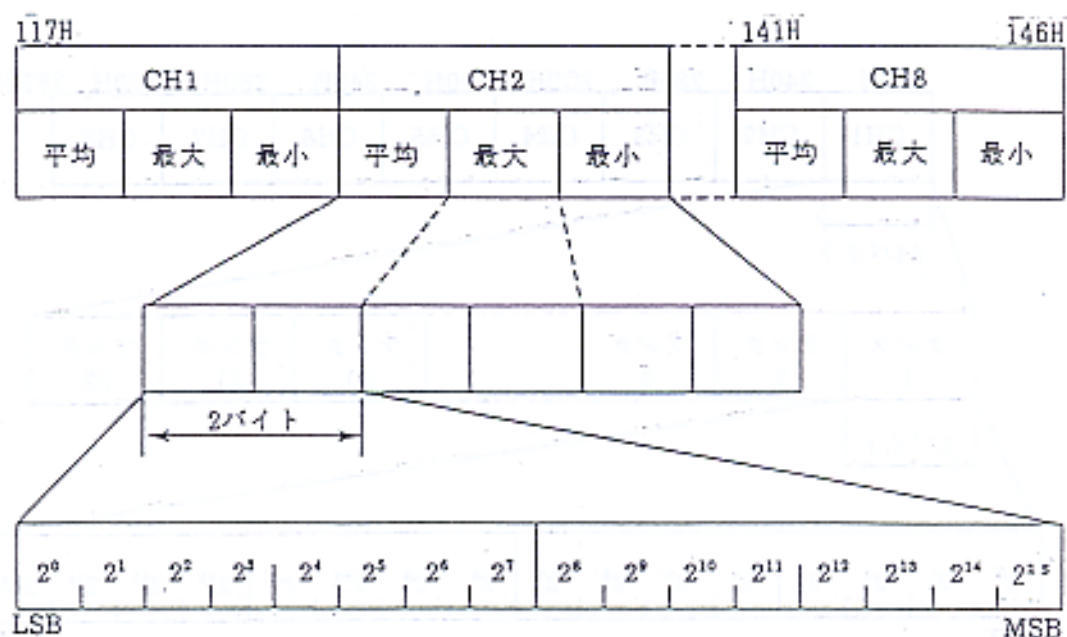 117H 141H 146H
CH1 CH2 CH8
平均 最大 最小 平均 最大 最小 平均 最大 最小
2バイト
2⁰ 2¹ 2² 2³ 2⁴ 2⁵ 2⁶ 2⁷ 2⁸ 2⁹ 2¹⁰ 2¹¹ 2¹² 2¹³ 2¹⁴ 2¹⁵
LSB MSB